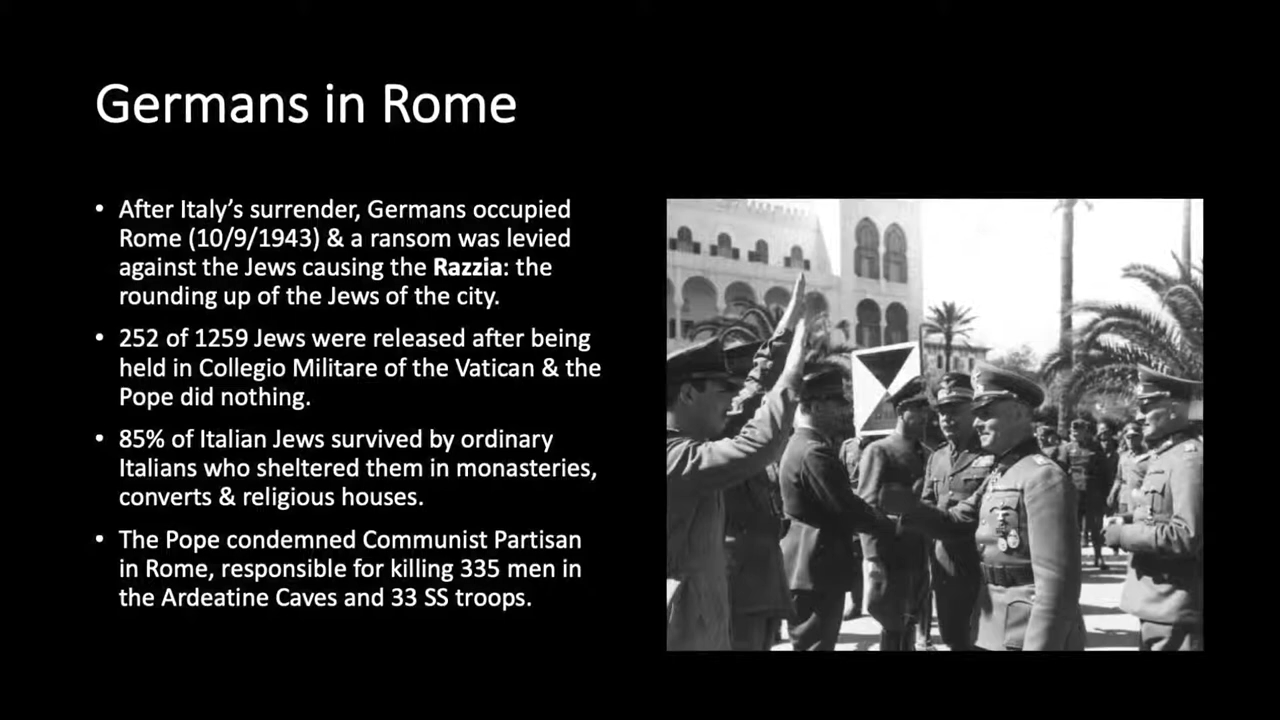 Germans in Rome
• After Italy’s surrender, Germans occupied
Rome (10/9/1943) & a ransom was levied
against the Jews causing the Razzia: the
rounding up of the Jews of the city.
• 252 of 1259 Jews were released after being
held in Collegio Militare of the Vatican & the
Pope did nothing.
• 85% of Italian Jews survived by ordinary
Italians who sheltered them in monasteries,
converts & religious houses.
• The Pope condemned Communist Partisan
in Rome, responsible for killing 335 men in
the Ardeatine Caves and 33 SS troops.